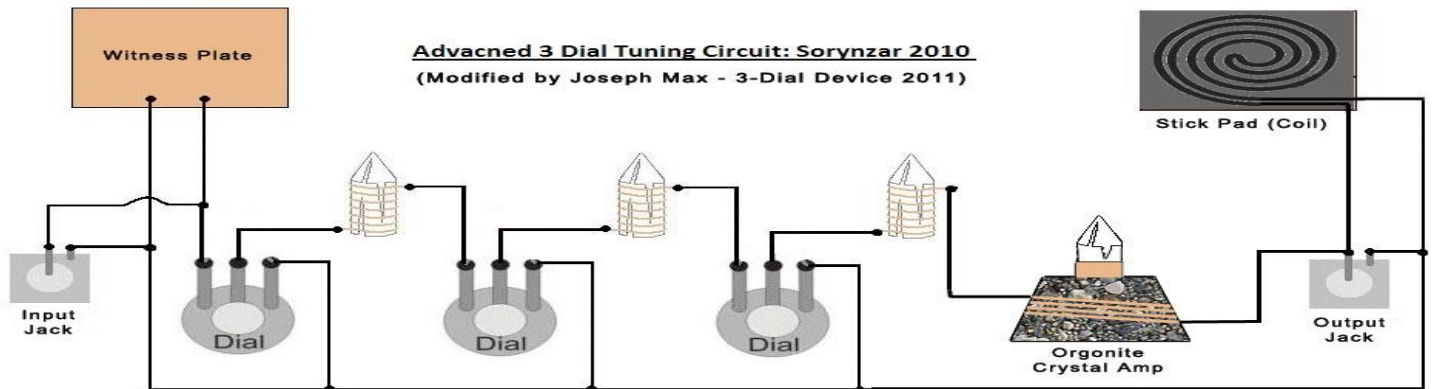 Witness Plate
Advacned 3 Dial Tuning Circuit: Sorynzar 2010
(Modified by Joseph Max - 3-Dial Device 2011)
Stick Pad (Coil)
Input
Jack
Dial
Dial
Dial
Orgonite
Crystal Amp
Output
Jack